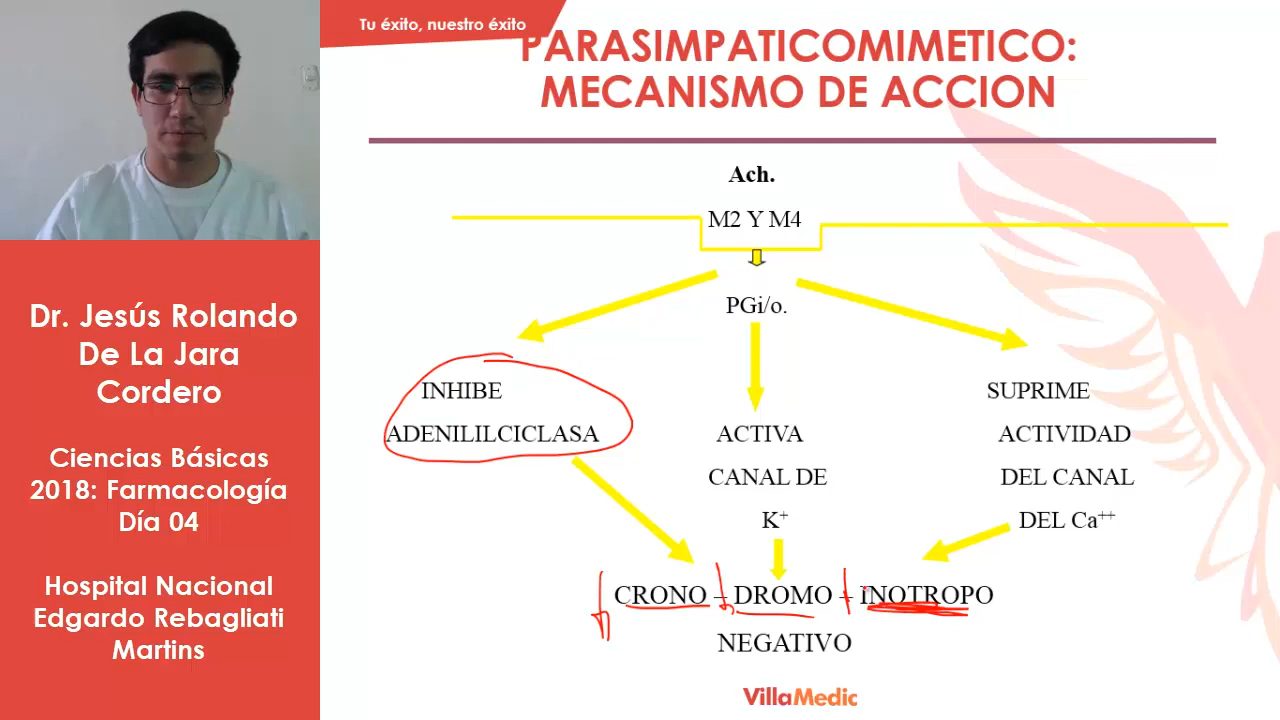 Tu éxito, nuestro éxito
PARASIMPATICOMIMETICO:
MECANISMO DE ACCION
Ach.
M2 Y M4
PGi/o.
INHIBE
ADENILILCICLASA
ACTIVA
CANAL DE
K⁺
SUPRIME
ACTIVIDAD
DEL CANAL
DEL Ca⁺⁺
CRONO – DROMO – INOTROPO
NEGATIVO
VillaMedic
Dr. Jesús Rolando
De La Jara
Cordero
Ciencias Básicas
2018: Farmacología
Día 04
Hospital Nacional
Edgardo Rebagliati
Martins